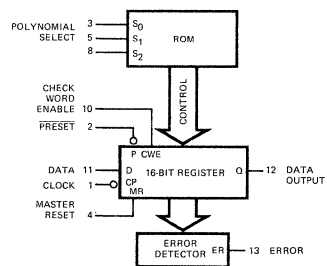 POLYNOMIAL
SELECT
3 S0
5 S1
8 S2
ROM
CONTROL
CHECK
WORD
ENABLE 10
PRESET 2
P CWE
DATA 11 D
16-BIT REGISTER
Q 12 DATA
OUTPUT
CLOCK 1 CP
MASTER
RESET 4
MR
ERROR
DETECTOR
ER 13 ERROR